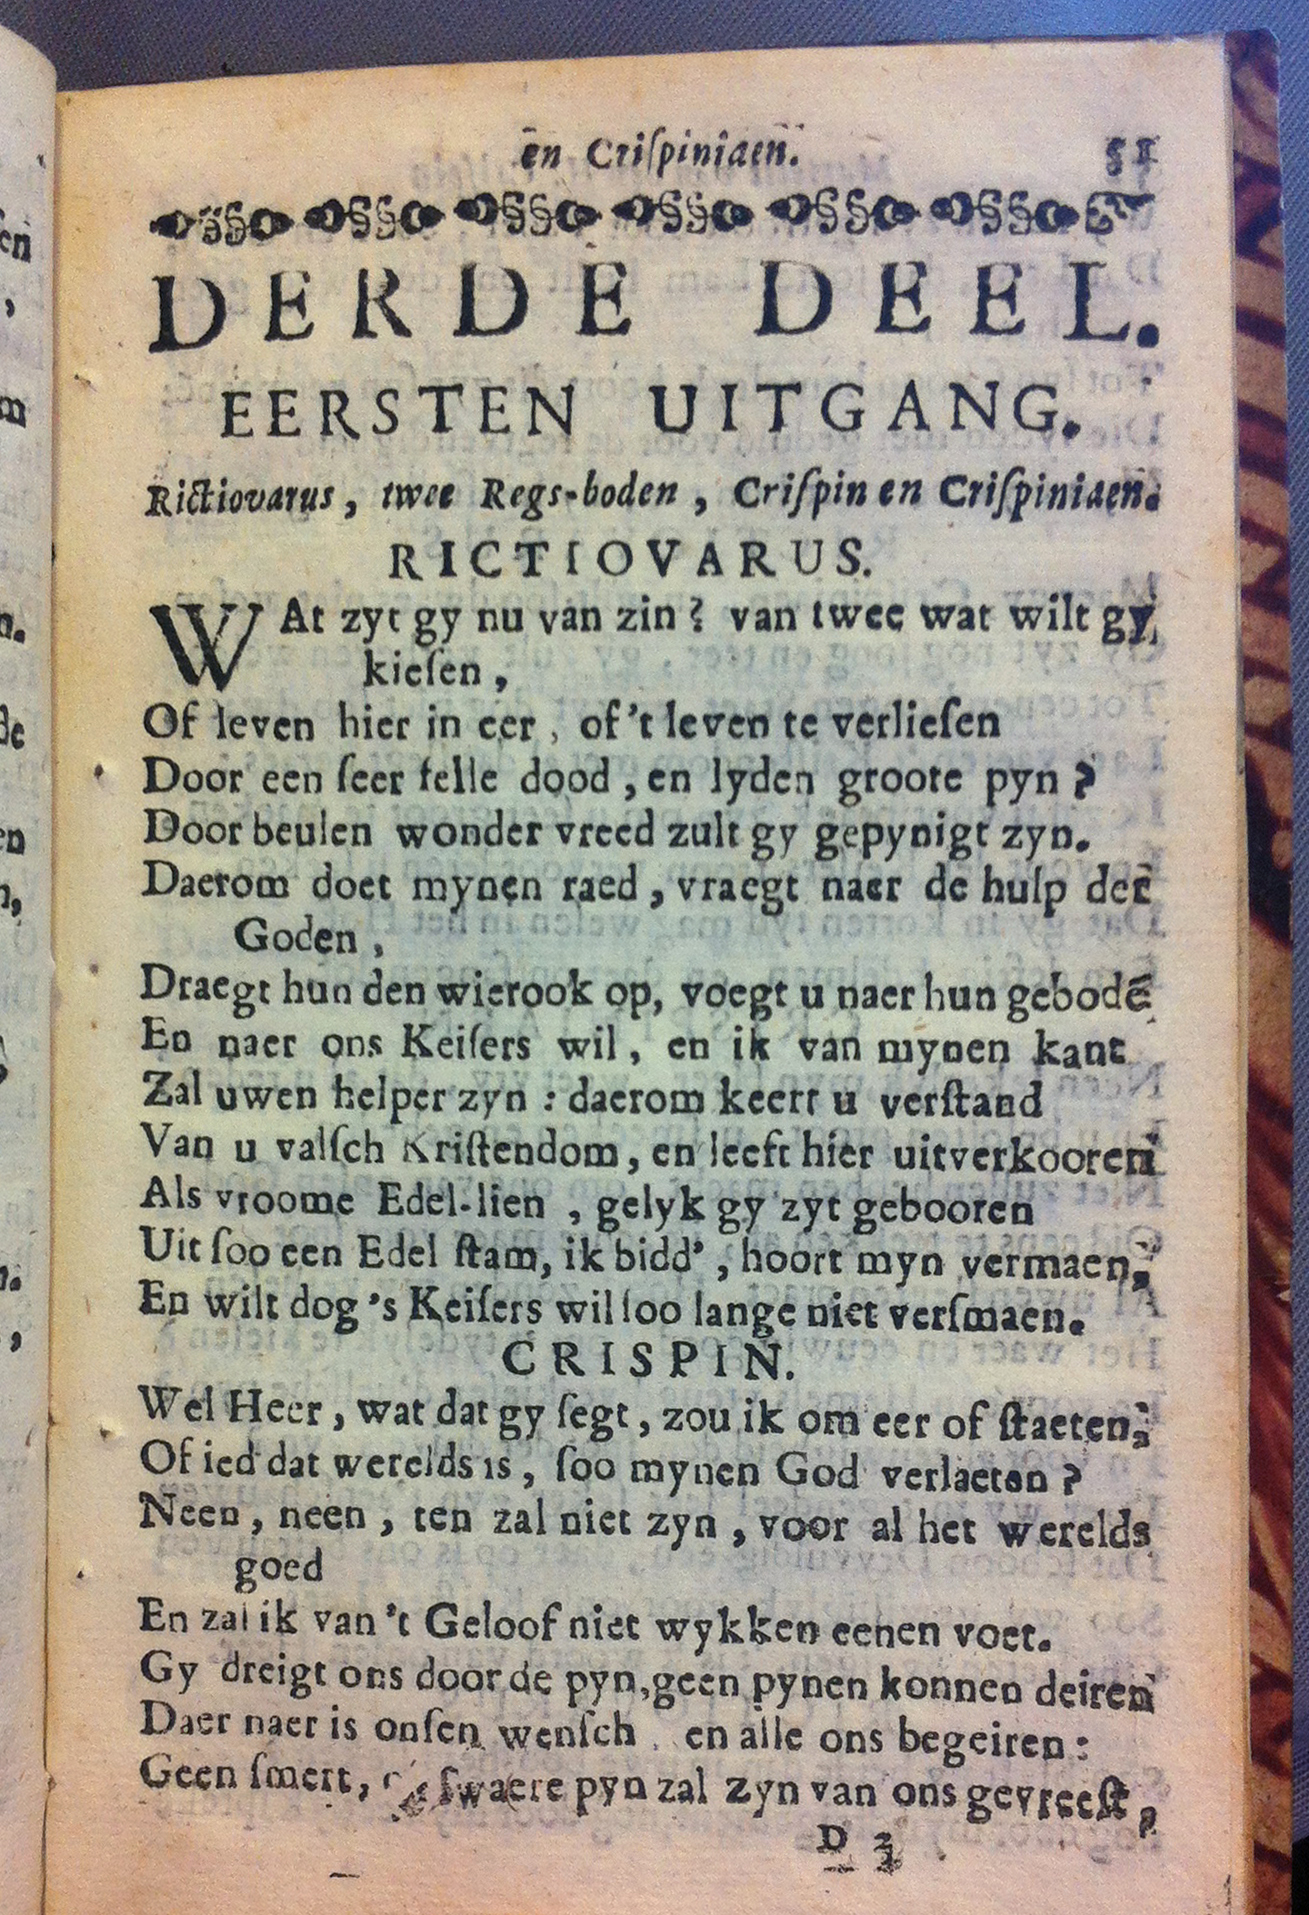 en Criſpiniaen. 51
DERDE DEEL.
EERSTEN UITGANG.
Rictiovarus, twee Regs-boden, Criſpin en Criſpiniaen.
RICTIOVARUS.
WAt zyt gy nu van zin? van twee wat wilt gy
kieſen,
Of leven hier in eer, of 't leven te verlieſen
Door een ſeer felle dood, en lyden groote pyn?
Door beulen wonder vreed zult gy gepynigt zyn.
Daerom doet mynen raed, vraegt naer de hulp der
Goden,
Draegt hun den wierook op, voegt u naer hun gebodē
En naer ons Keiſers wil, en ik van mynen kant
Zal uwen helper zyn: daerom keert u verſtand
Van u valſch Kriſtendom, en leeft hier uitverkooren
Als vroome Edel-lien, gelyk gy zyt gebooren
Uit ſoo een Edel ſtam, ik bidd', hoort myn vermaen,
En wilt dog 's Keiſers wil ſoo lange niet verſmaen.
CRISPIN.
Wel Heer, wat dat gy ſegt, zou ik om eer of ſtaeten,
Of ied dat werelds is, ſoo mynen God verlaeten?
Neen, neen, ten zal niet zyn, voor al het werelds
goed
En zal ik van 't Geloof niet wykken eenen voet.
Gy dreigt ons door de pyn, geen pynen konnen deiren
Daer naer is onſen wenſch, en alle ons begeiren:
Geen ſmert, ſwaere pyn zal zyn van ons gevreeſt,
D 2